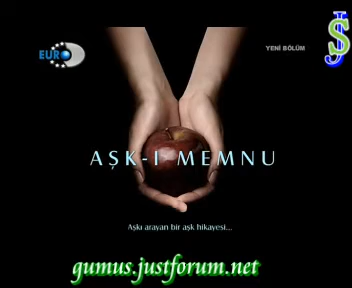 EURO D
YENİ BÖLÜM
AŞK-I MEMNU
Aşkı arayan bir aşk hikayesi...
gumus.justforum.net